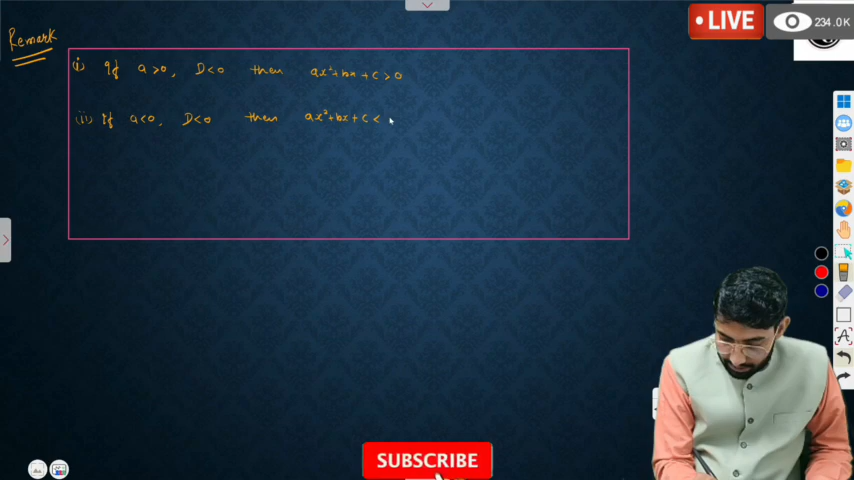 • LIVE
234.0K
Remark
(i) If a>0, D<0 then ax²+bx+c>0
(ii) If a<0, D<0 then ax²+bx+c<
A
SUBSCRIBE